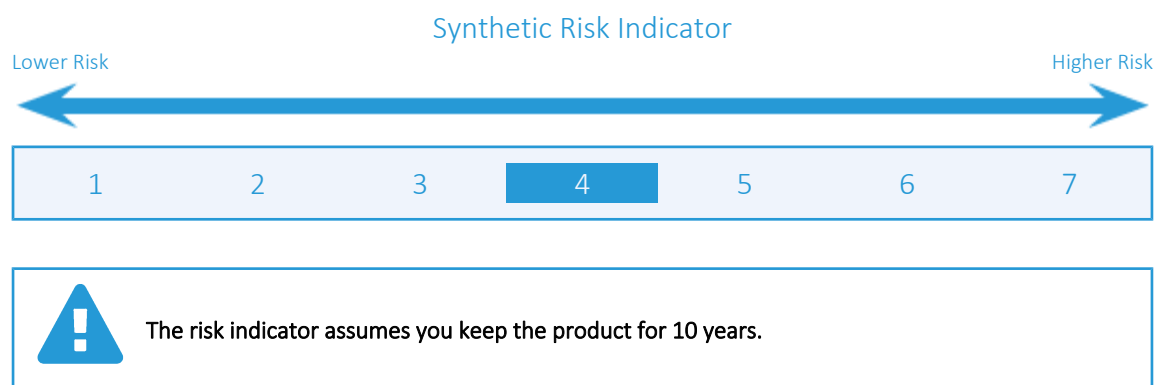 Synthetic Risk Indicator
Lower Risk Higher Risk
1 2 3 4 5 6 7
The risk indicator assumes you keep the product for 10 years.